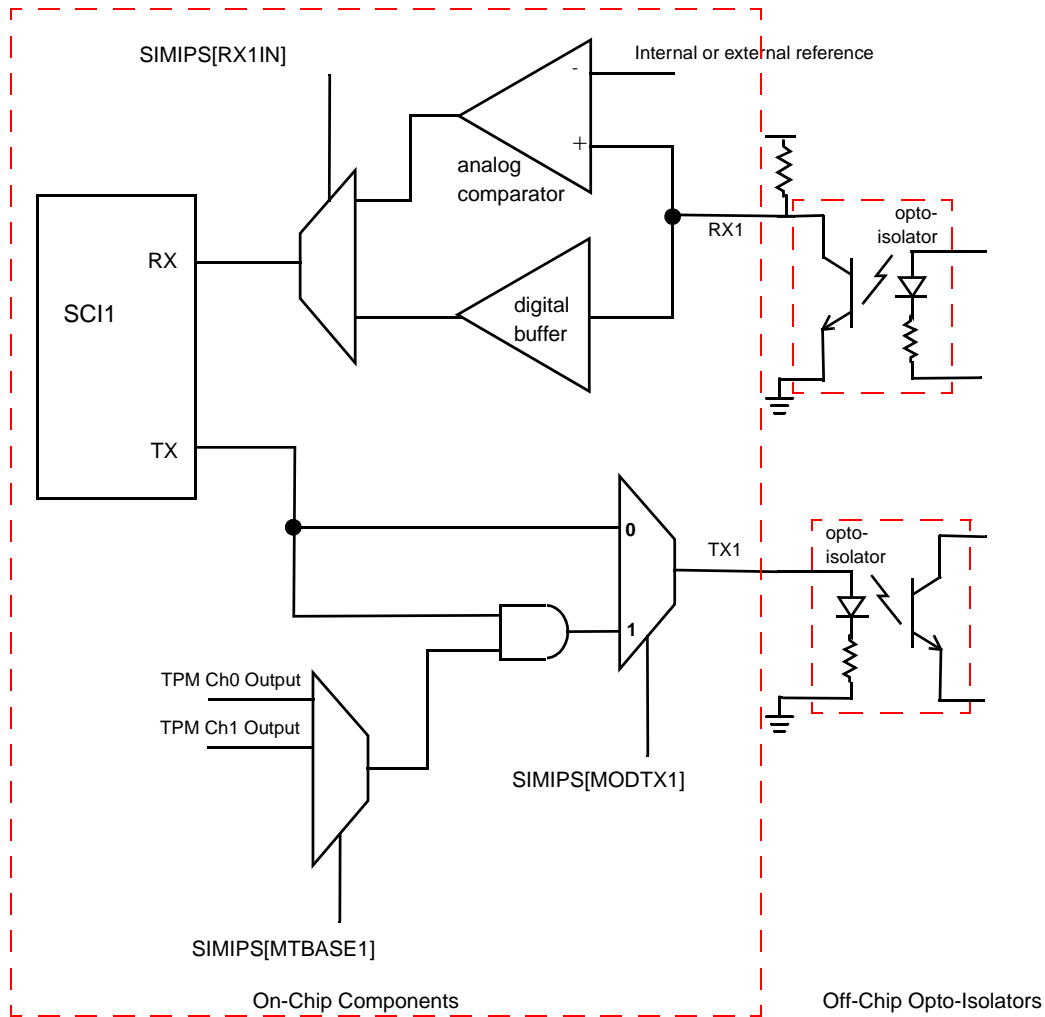 SIMIPS[RX1IN]
Internal or external reference
-
+
analog
comparator
RX1
opto-
isolator
RX
SCI1
digital
buffer
TX
0
TX1
opto-
isolator
1
TPM Ch0 Output
TPM Ch1 Output
SIMIPS[MODTX1]
SIMIPS[MTBASE1]
On-Chip Components
Off-Chip Opto-Isolators